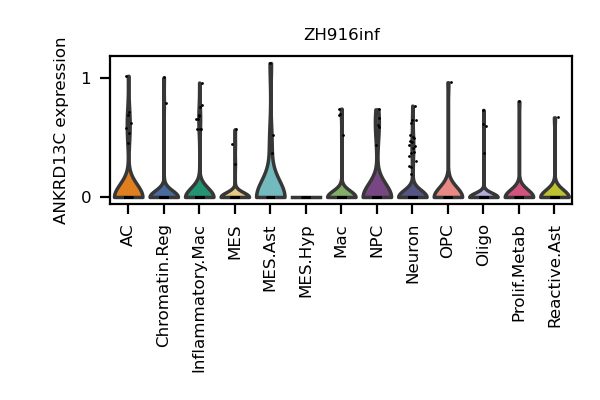 ZH916inf
ANKRD13C expression
1
0
AC
Chromatin.Reg
Inflammatory.Mac
MES
MES.Ast
MES.Hyp
Mac
NPC
Neuron
OPC
Oligo
Prolif.Metab
Reactive.Ast